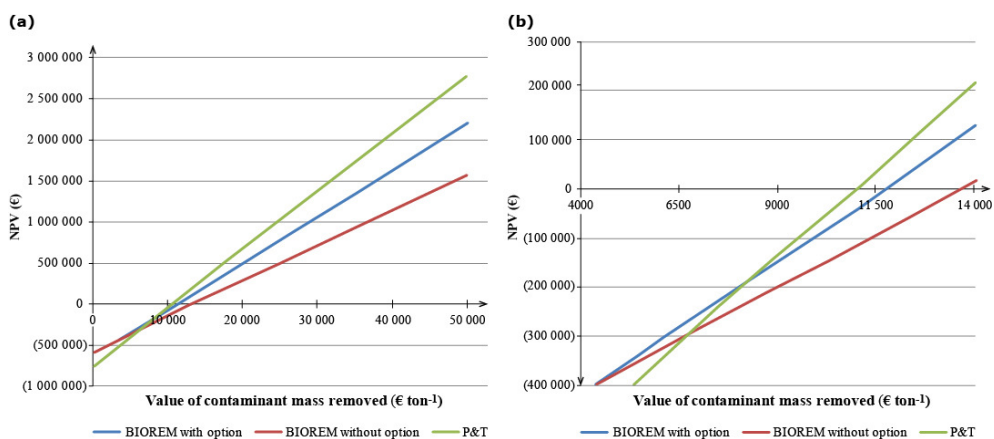 (a)
3 000 000
2 500 000
2 000 000
1 500 000
1 000 000
500 000
0
(500 000)
(1 000 000)
NPV (€)
0 10 000 20 000 30 000 40 000 50 000
Value of contaminant mass removed (€ ton-1)
BIOREM with option BIOREM without option P&T
(b)
300 000
200 000
100 000
0
(100 000)
(200 000)
(300 000)
(400 000)
NPV (€)
4000 6500 9000 11 500 14 000
Value of contaminant mass removed (€ ton-1)
BIOREM with option BIOREM without option P&T